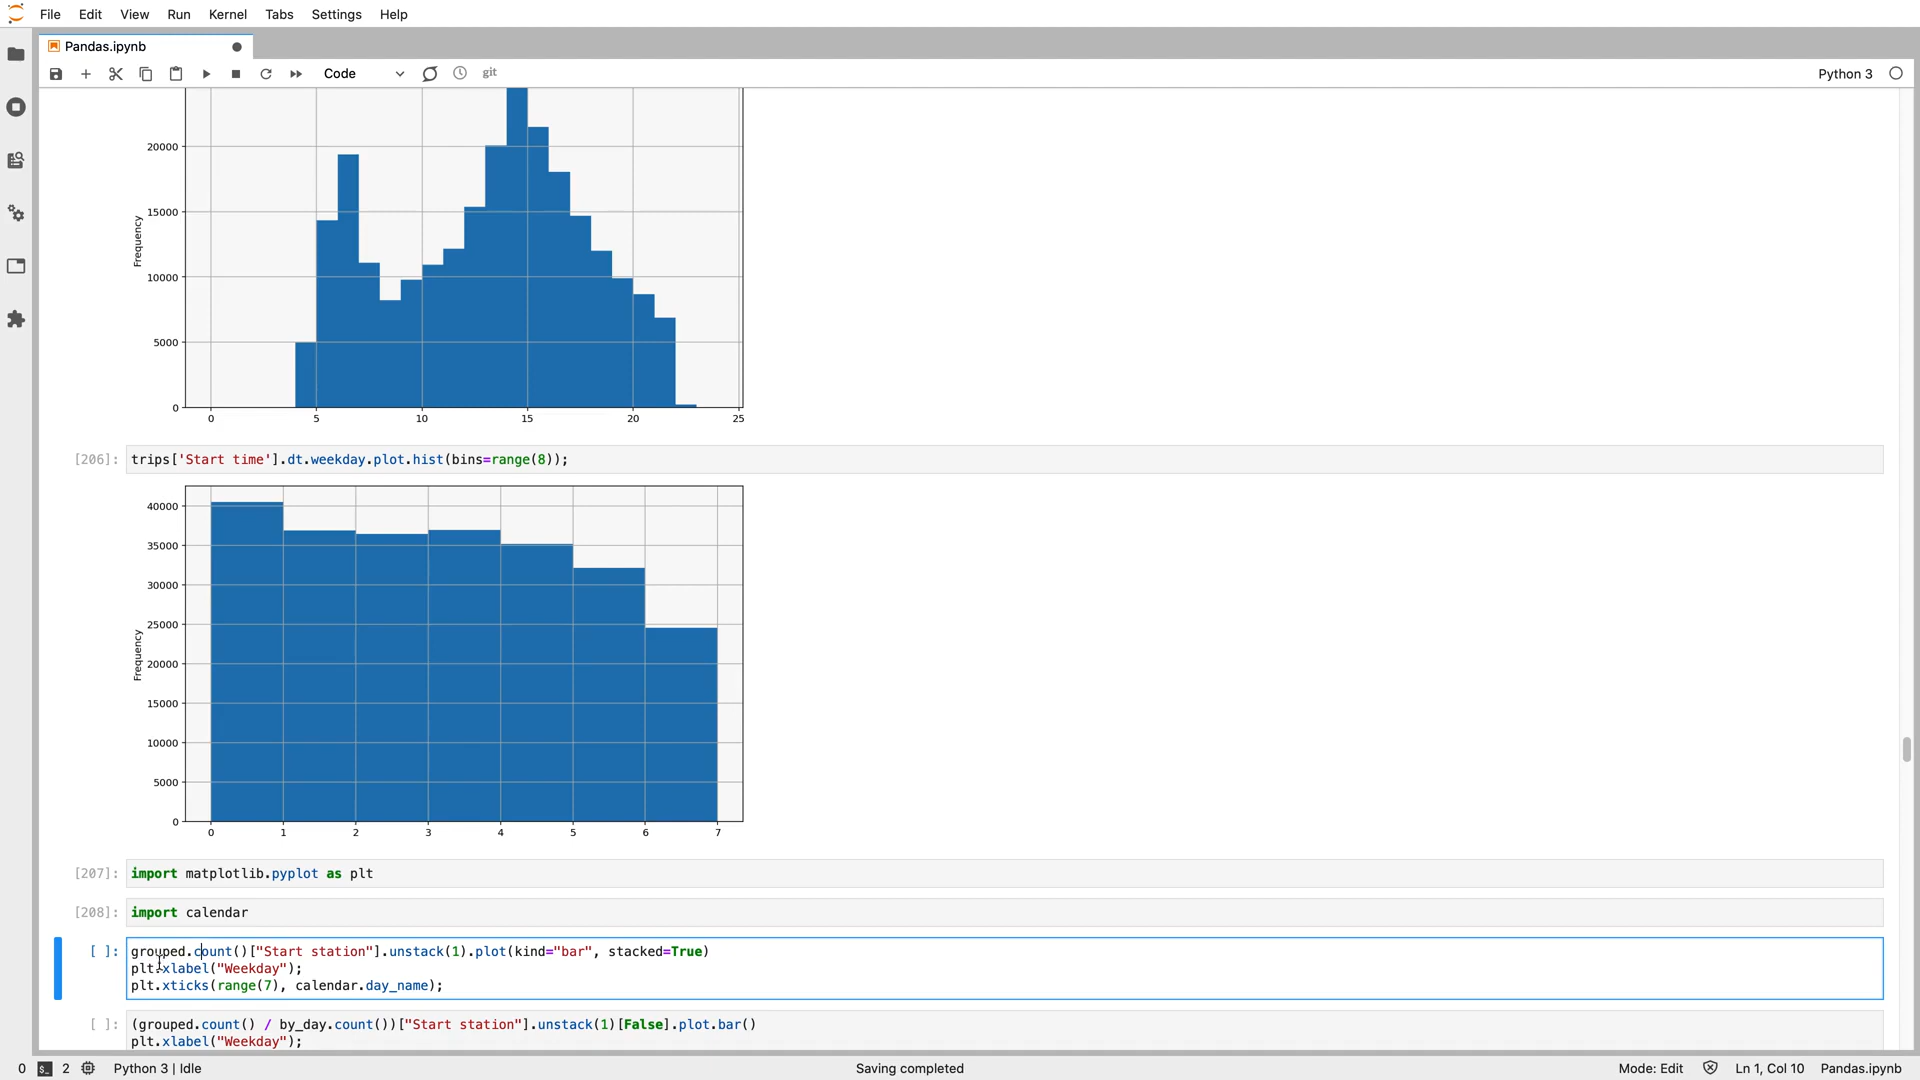 File Edit View Run Kernel Tabs Settings Help
Pandas.ipynb
Code git Python 3
20000
15000
10000
5000
0
Frequency
0 5 10 15 20 25
[206]: trips['Start time'].dt.weekday.plot.hist(bins=range(8));
40000
35000
30000
25000
20000
15000
10000
5000
0
Frequency
0 1 2 3 4 5 6 7
[207]: import matplotlib.pyplot as plt
[208]: import calendar
[ ]: grouped.count()["Start station"].unstack(1).plot(kind="bar", stacked=True)
plt.xlabel("Weekday");
plt.xticks(range(7), calendar.day_name);
[ ]: (grouped.count() / by_day.count())["Start station"].unstack(1)[False].plot.bar()
plt.xlabel("Weekday");
0 $_ 2 Python 3 | Idle Saving completed Mode: Edit Ln 1, Col 10 Pandas.ipynb